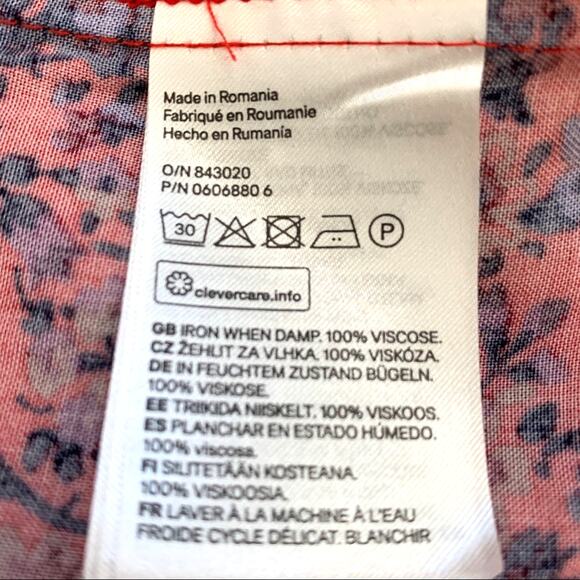 Made in Romania
Fabriqué en Roumanie
Hecho en Rumanía
O/N 843020
P/N 0606880 6
30
P
clevercare.info
GB IRON WHEN DAMP. 100% VISCOSE.
CZ ŽEHLIT ZA VLHKA. 100% VISKÓZA.
DE IN FEUCHTEM ZUSTAND BÜGELN.
100% VISKOSE.
EE TRIIKIDA NIISKELT. 100% VISKOOS.
ES PLANCHAR EN ESTADO HÚMEDO.
100% viscosa.
FI SILITETÄÄN KOSTEANA.
100% VISKOOSIA.
FR LAVER À LA MACHINE À L'EAU
FROIDE CYCLE DÉLICAT. BLANCHIR